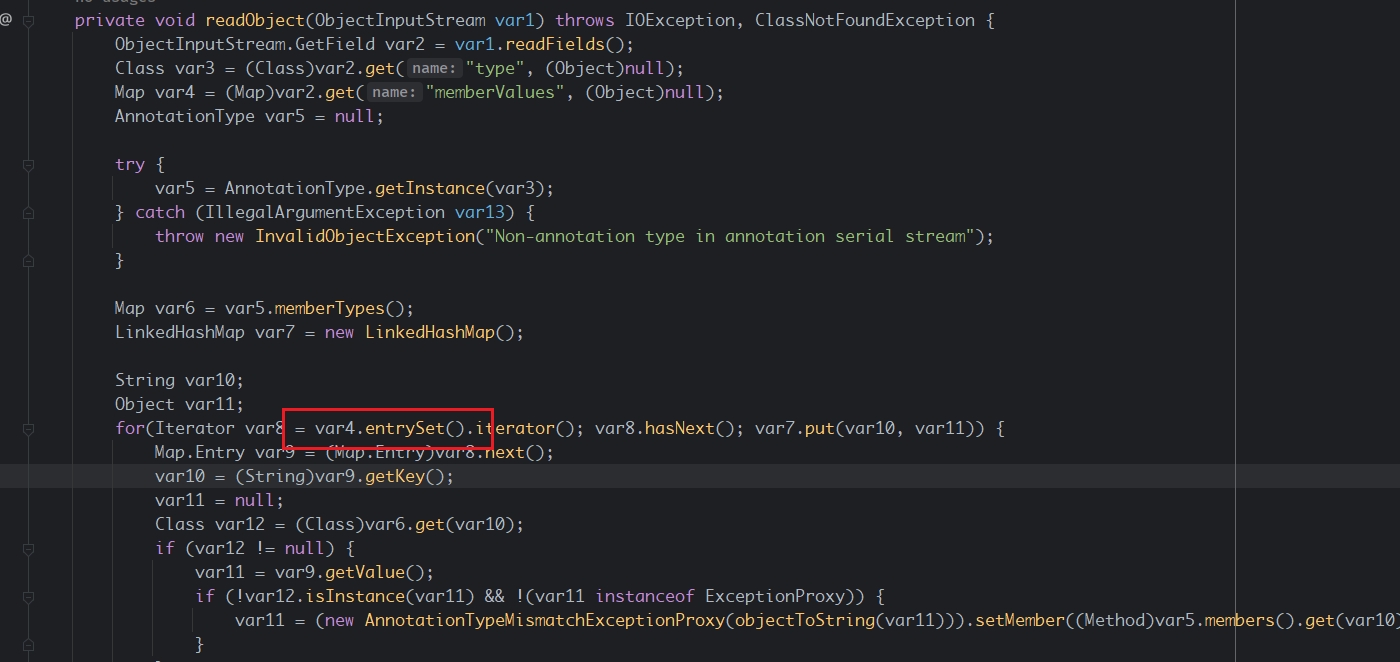 no usages
@ private void readObject(ObjectInputStream var1) throws IOException, ClassNotFoundException {
ObjectInputStream.GetField var2 = var1.readFields();
Class var3 = (Class)var2.get( name: "type", (Object)null);
Map var4 = (Map)var2.get( name: "memberValues", (Object)null);
AnnotationType var5 = null;
try {
var5 = AnnotationType.getInstance(var3);
} catch (IllegalArgumentException var13) {
throw new InvalidObjectException("Non-annotation type in annotation serial stream");
}
Map var6 = var5.memberTypes();
LinkedHashMap var7 = new LinkedHashMap();
String var10;
Object var11;
for(Iterator var8 = var4.entrySet().iterator(); var8.hasNext(); var7.put(var10, var11)) {
Map.Entry var9 = (Map.Entry)var8.next();
var10 = (String)var9.getKey();
var11 = null;
Class var12 = (Class)var6.get(var10);
if (var12 != null) {
var11 = var9.getValue();
if (!var12.isInstance(var11) && !(var11 instanceof ExceptionProxy)) {
var11 = (new AnnotationTypeMismatchExceptionProxy(objectToString(var11))).setMember((Method)var5.members().get(var10)
}